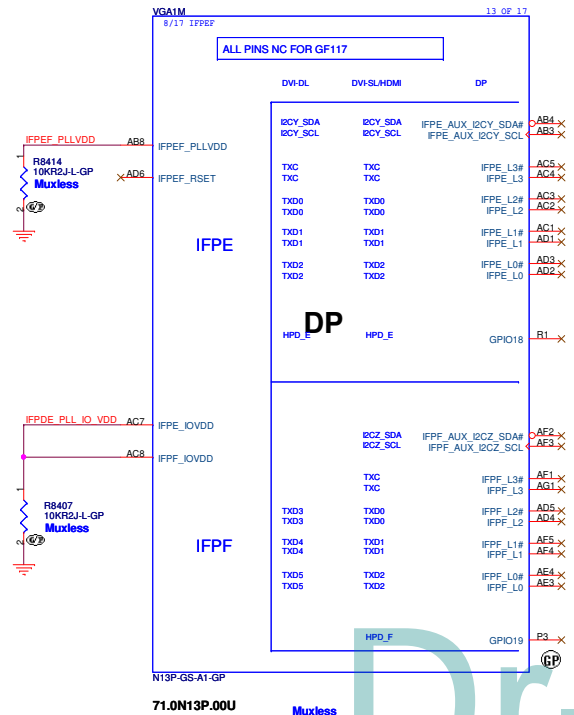 VGA1M 13 OF 17
8/17 IFPEF
ALL PINS NC FOR GF117
DVI-DL DVI-SL/HDMI DP
I2CY_SDA I2CY_SDA IFPE_AUX_I2CY_SDA# AB4
I2CY_SCL I2CY_SCL IFPE_AUX_I2CY_SCL AB3
IFPEF_PLLVDD AB8 IFPEF_PLLVDD
1
R8414
10KR2J-L-GP
Muxless
2
AD6 IFPEF_RSET
TXC TXC IFPE_L3# AC5
TXC TXC IFPE_L3 AC4
TXD0 TXD0 IFPE_L2# AC3
TXD0 TXD0 IFPE_L2 AC2
TXD1 TXD1 IFPE_L1# AC1
TXD1 TXD1 IFPE_L1 AD1
IFPE
TXD2 TXD2 IFPE_L0# AD3
TXD2 TXD2 IFPE_L0 AD2
DP
HPD_E HPD_E GPIO18 R1
IFPDE_PLL_IO_VDD AC7 IFPE_IOVDD
AC8 IFPF_IOVDD
1
R8407
10KR2J-L-GP
Muxless
2
I2CZ_SDA IFPF_AUX_I2CZ_SDA# AF2
I2CZ_SCL IFPF_AUX_I2CZ_SCL AF3
TXC IFPF_L3# AF1
TXC IFPF_L3 AG1
TXD3 TXD0 IFPF_L2# AD5
TXD3 TXD0 IFPF_L2 AD4
IFPF
TXD4 TXD1 IFPF_L1# AF5
TXD4 TXD1 IFPF_L1 AF4
TXD5 TXD2 IFPF_L0# AE4
TXD5 TXD2 IFPF_L0 AE3
HPD_F GPIO19 P3
GP
N13P-GS-A1-GP
71.0N13P.00U
Muxless
Dr